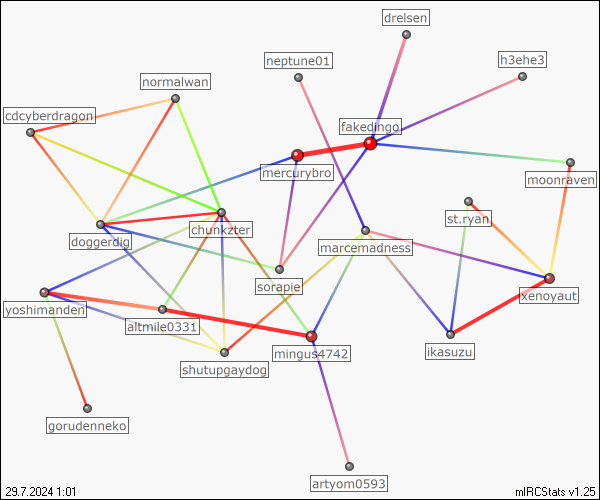 drelsen
neptune01
h3ehe3
normalwan
cdcyberdragon
fakedingo
mercurybro
moonraven
st.ryan
chunkzter
doggerdig
marcemadness
sorapie
xenoyaut
yoshimanden
altmile0331
mingus4742
ikasuzu
shutupgaydog
gorudenneko
artyom0593
29.7.2024 1:01
mIRCStats v1.25